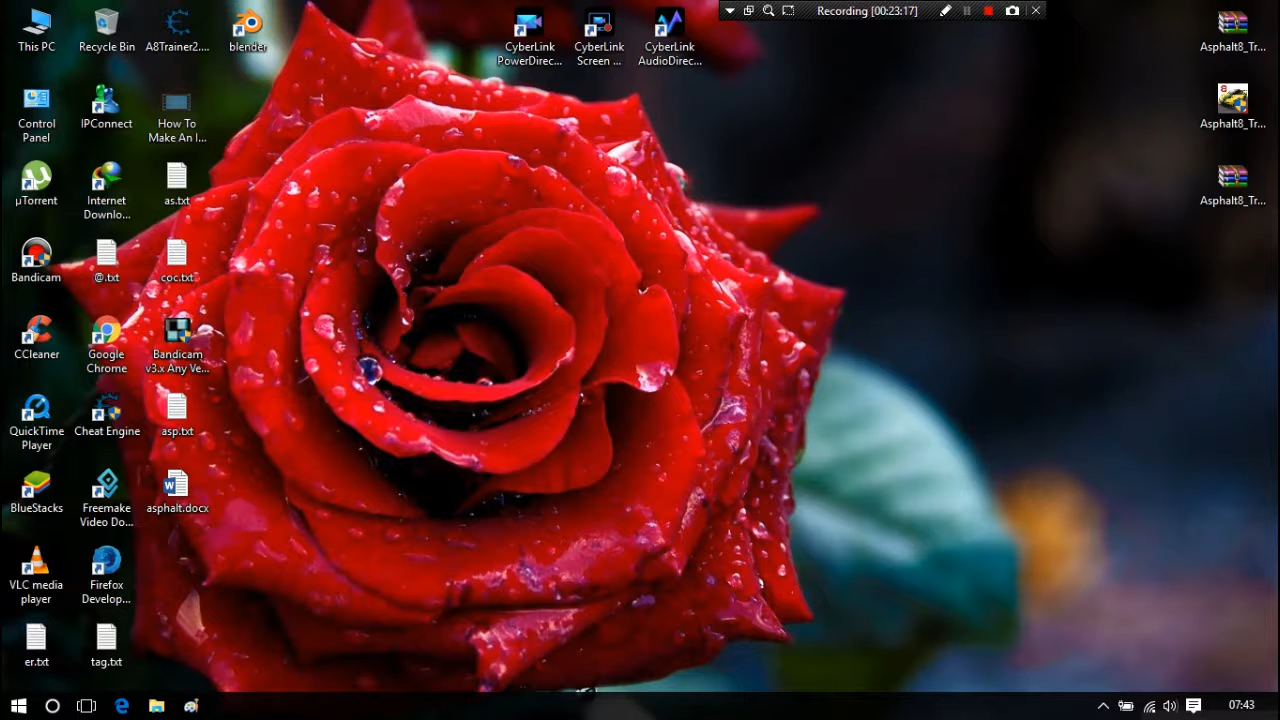 Recording [00:23:17]
This PC
Recycle Bin
A8Trainer2....
blender
CyberLink
PowerDirec...
CyberLink
Screen ...
CyberLink
AudioDirec...
Asphalt8_Tr...
Control
Panel
IPConnect
How To
Make An I...
Asphalt8_Tr...
µTorrent
Internet
Downlo...
as.txt
Asphalt8_Tr...
Bandicam
@.txt
coc.txt
CCleaner
Google
Chrome
Bandicam
v3.x Any Ve...
QuickTime
Player
Cheat Engine
asp.txt
BlueStacks
Freemake
Video Do...
asphalt.docx
VLC media
player
Firefox
Develop...
er.txt
tag.txt
07:43